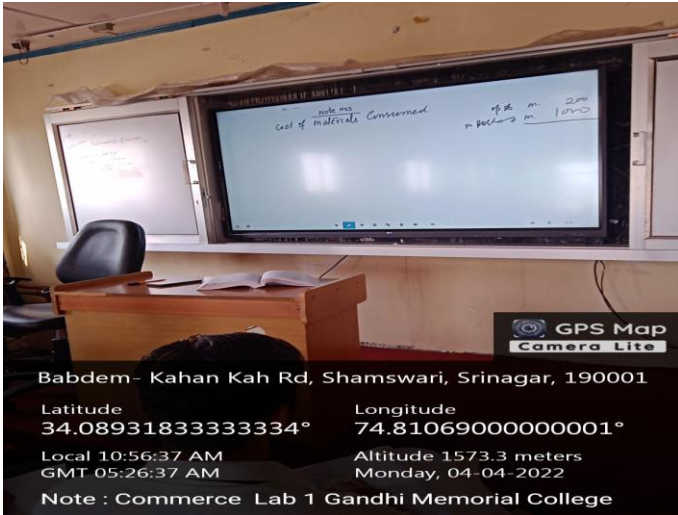 Cost of materials Consumed
m. 200
m. 1000
GPS Map
Camera Lite
Babdem- Kahan Kah Rd, Shamswari, Srinagar, 190001
Latitude
34.08931833333334°
Longitude
74.81069000000001°
Local 10:56:37 AM
GMT 05:26:37 AM
Altitude 1573.3 meters
Monday, 04-04-2022
Note : Commerce Lab 1 Gandhi Memorial College